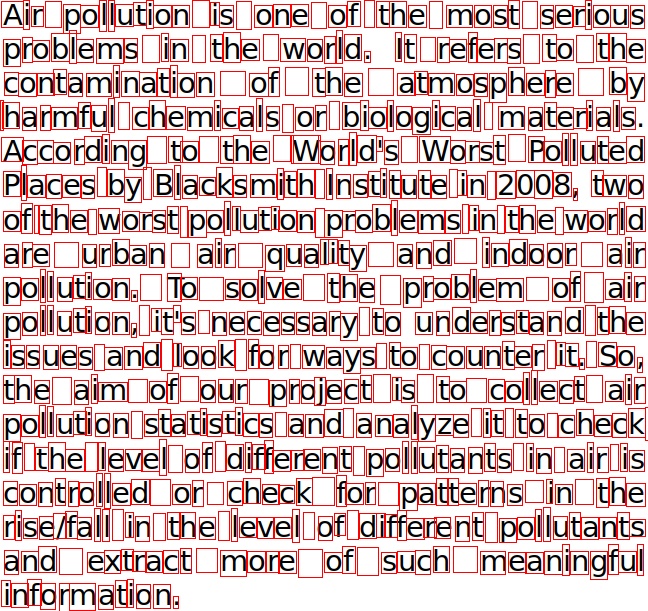 Air pollution is one of the most serious
problems in the world. It refers to the
contamination of the atmosphere by
harmful chemicals or biological materials.
According to the World's Worst Polluted
Places by Blacksmith Institute in 2008, two
of the worst pollution problems in the world
are urban air quality and indoor air
pollution. To solve the problem of air
pollution, it's necessary to understand the
issues and look for ways to counter it. So,
the aim of our project is to collect air
pollution statistics and analyze it to check
if the level of different pollutants in air is
controlled or check for patterns in the
rise/fall in the level of different pollutants
and extract more of such meaningful
information.